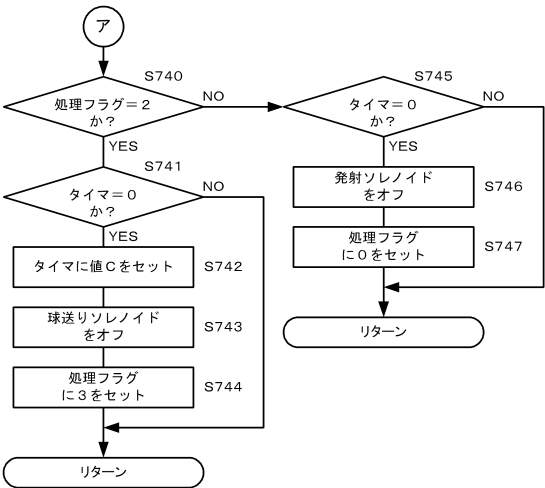 ア
S740
処理フラグ=2
か?
NO
YES
S741
タイマ=0
か?
NO
YES
タイマに値Cをセット
S742
球送りソレノイド
をオフ
S743
処理フラグ
に3をセット
S744
リターン
S745
タイマ=0
か?
NO
YES
発射ソレノイド
をオフ
S746
処理フラグ
に0をセット
S747
リターン